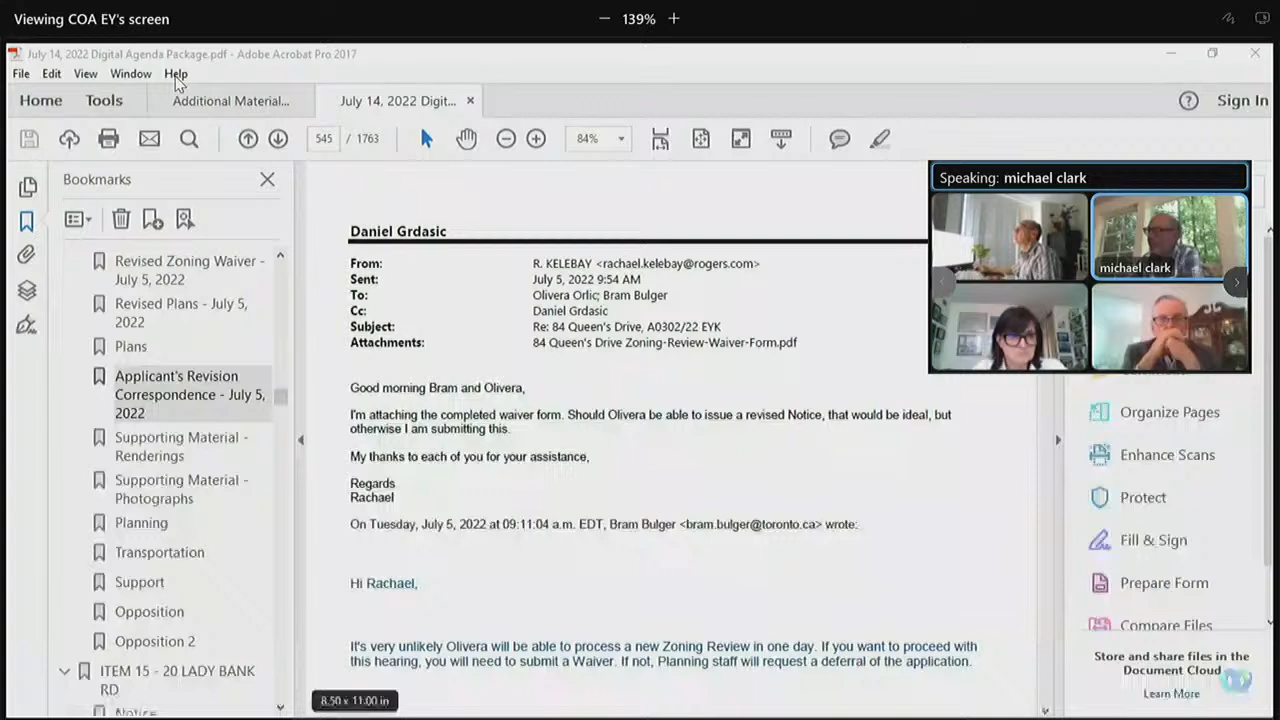 Viewing COA EY's screen
139%
July 14, 2022 Digital Agenda Package.pdf - Adobe Acrobat Pro 2017
File Edit View Window Help
Home Tools Additional Material... July 14, 2022 Digit... Sign In
545 / 1763 84%
Bookmarks
Revised Zoning Waiver -
July 5, 2022
Revised Plans - July 5,
2022
Plans
Applicant's Revision
Correspondence - July 5,
2022
Supporting Material -
Renderings
Supporting Material -
Photographs
Planning
Transportation
Support
Opposition
Opposition 2
ITEM 15 - 20 LADY BANK
RD
Notice
Daniel Grdasic
From: R. KELEBAY <rachael.kelebay@rogers.com>
Sent: July 5, 2022 9:54 AM
To: Olivera Orlic; Bram Bulger
Cc: Daniel Grdasic
Subject: Re: 84 Queen's Drive, A0302/22 EYK
Attachments: 84 Queen's Drive Zoning-Review-Waiver-Form.pdf
Good morning Bram and Olivera,
I'm attaching the completed waiver form. Should Olivera be able to issue a revised Notice, that would be ideal, but
otherwise I am submitting this.
My thanks to each of you for your assistance,
Regards
Rachael
On Tuesday, July 5, 2022 at 09:11:04 a.m. EDT, Bram Bulger <bram.bulger@toronto.ca> wrote:
Hi Rachael,
It's very unlikely Olivera will be able to process a new Zoning Review in one day. If you want to proceed with
this hearing, you will need to submit a Waiver. If not, Planning staff will request a deferral of the application.
8.50 x 11.00 in
Speaking: michael clark
michael clark
Organize Pages
Enhance Scans
Protect
Fill & Sign
Prepare Form
Compare Files
Store and share files in the
Document Cloud
Learn More